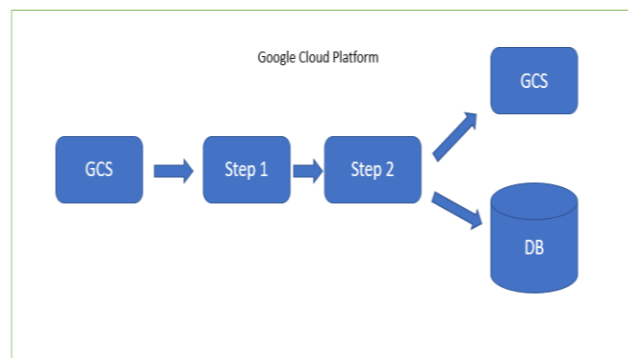 Google Cloud Platform
GCS
GCS
Step 1
Step 2
DB